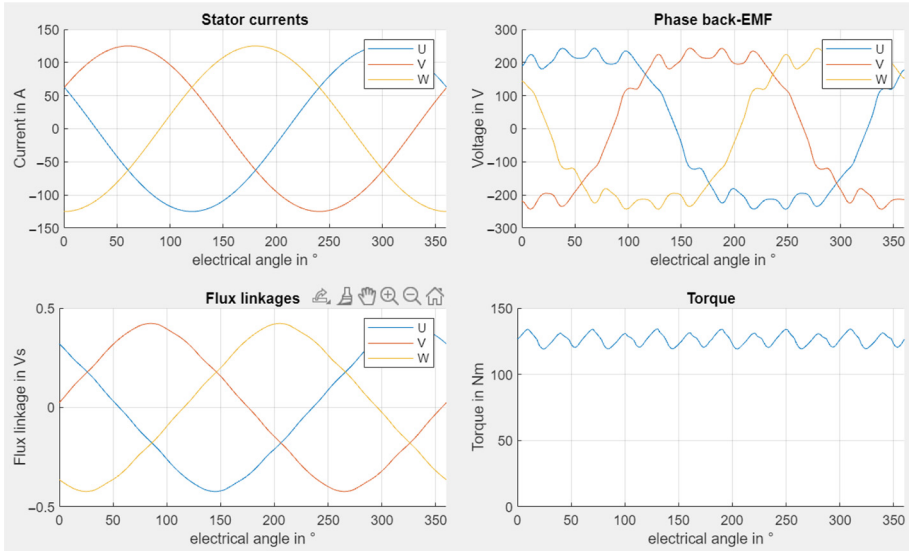 Stator currents
150
100
50
0
−50
−100
−150
Current in A
0
50
100
150
200
250
300
350
electrical angle in °
U
V
W
Phase back-EMF
300
200
100
0
−100
−200
−300
Voltage in V
0
50
100
150
200
250
300
350
electrical angle in °
U
V
W
Flux linkages
0.5
0
−0.5
Flux linkage in Vs
0
50
100
150
200
250
300
350
electrical angle in °
U
V
W
Torque
150
100
50
0
Torque in Nm
0
50
100
150
200
250
300
350
electrical angle in °